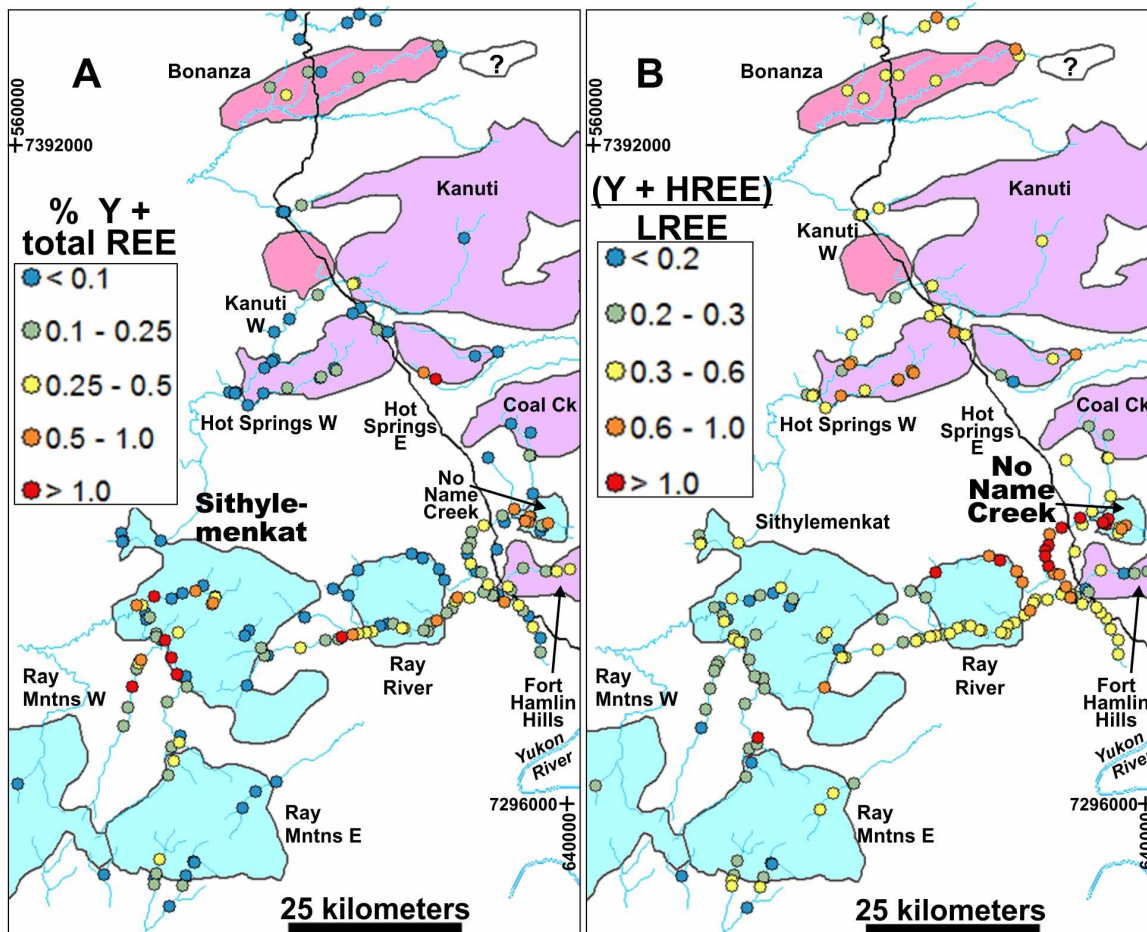 A
Bonanza
?
560000
+7392000
Kanuti
% Y +
total REE
< 0.1
0.1 - 0.25
0.25 - 0.5
0.5 - 1.0
> 1.0
Kanuti
W
Hot Springs W
Hot
Springs
E
Coal Ck
No
Name
Creek
Sithyle-
menkat
Ray
Mntns W
Ray
River
Fort
Hamlin
Hills
Yukon
River
7296000+
640000
Ray
Mntns E
25 kilometers
B
Bonanza
?
560000
+7392000
Kanuti
(Y + HREE)
LREE
< 0.2
0.2 - 0.3
0.3 - 0.6
0.6 - 1.0
> 1.0
Kanuti
W
Hot Springs W
Hot
Springs
E
Coal Ck
No
Name
Creek
Sithylemenkat
Ray
Mntns W
Ray
River
Fort
Hamlin
Hills
Yukon
River
7296000+
640000
Ray
Mntns E
25 kilometers